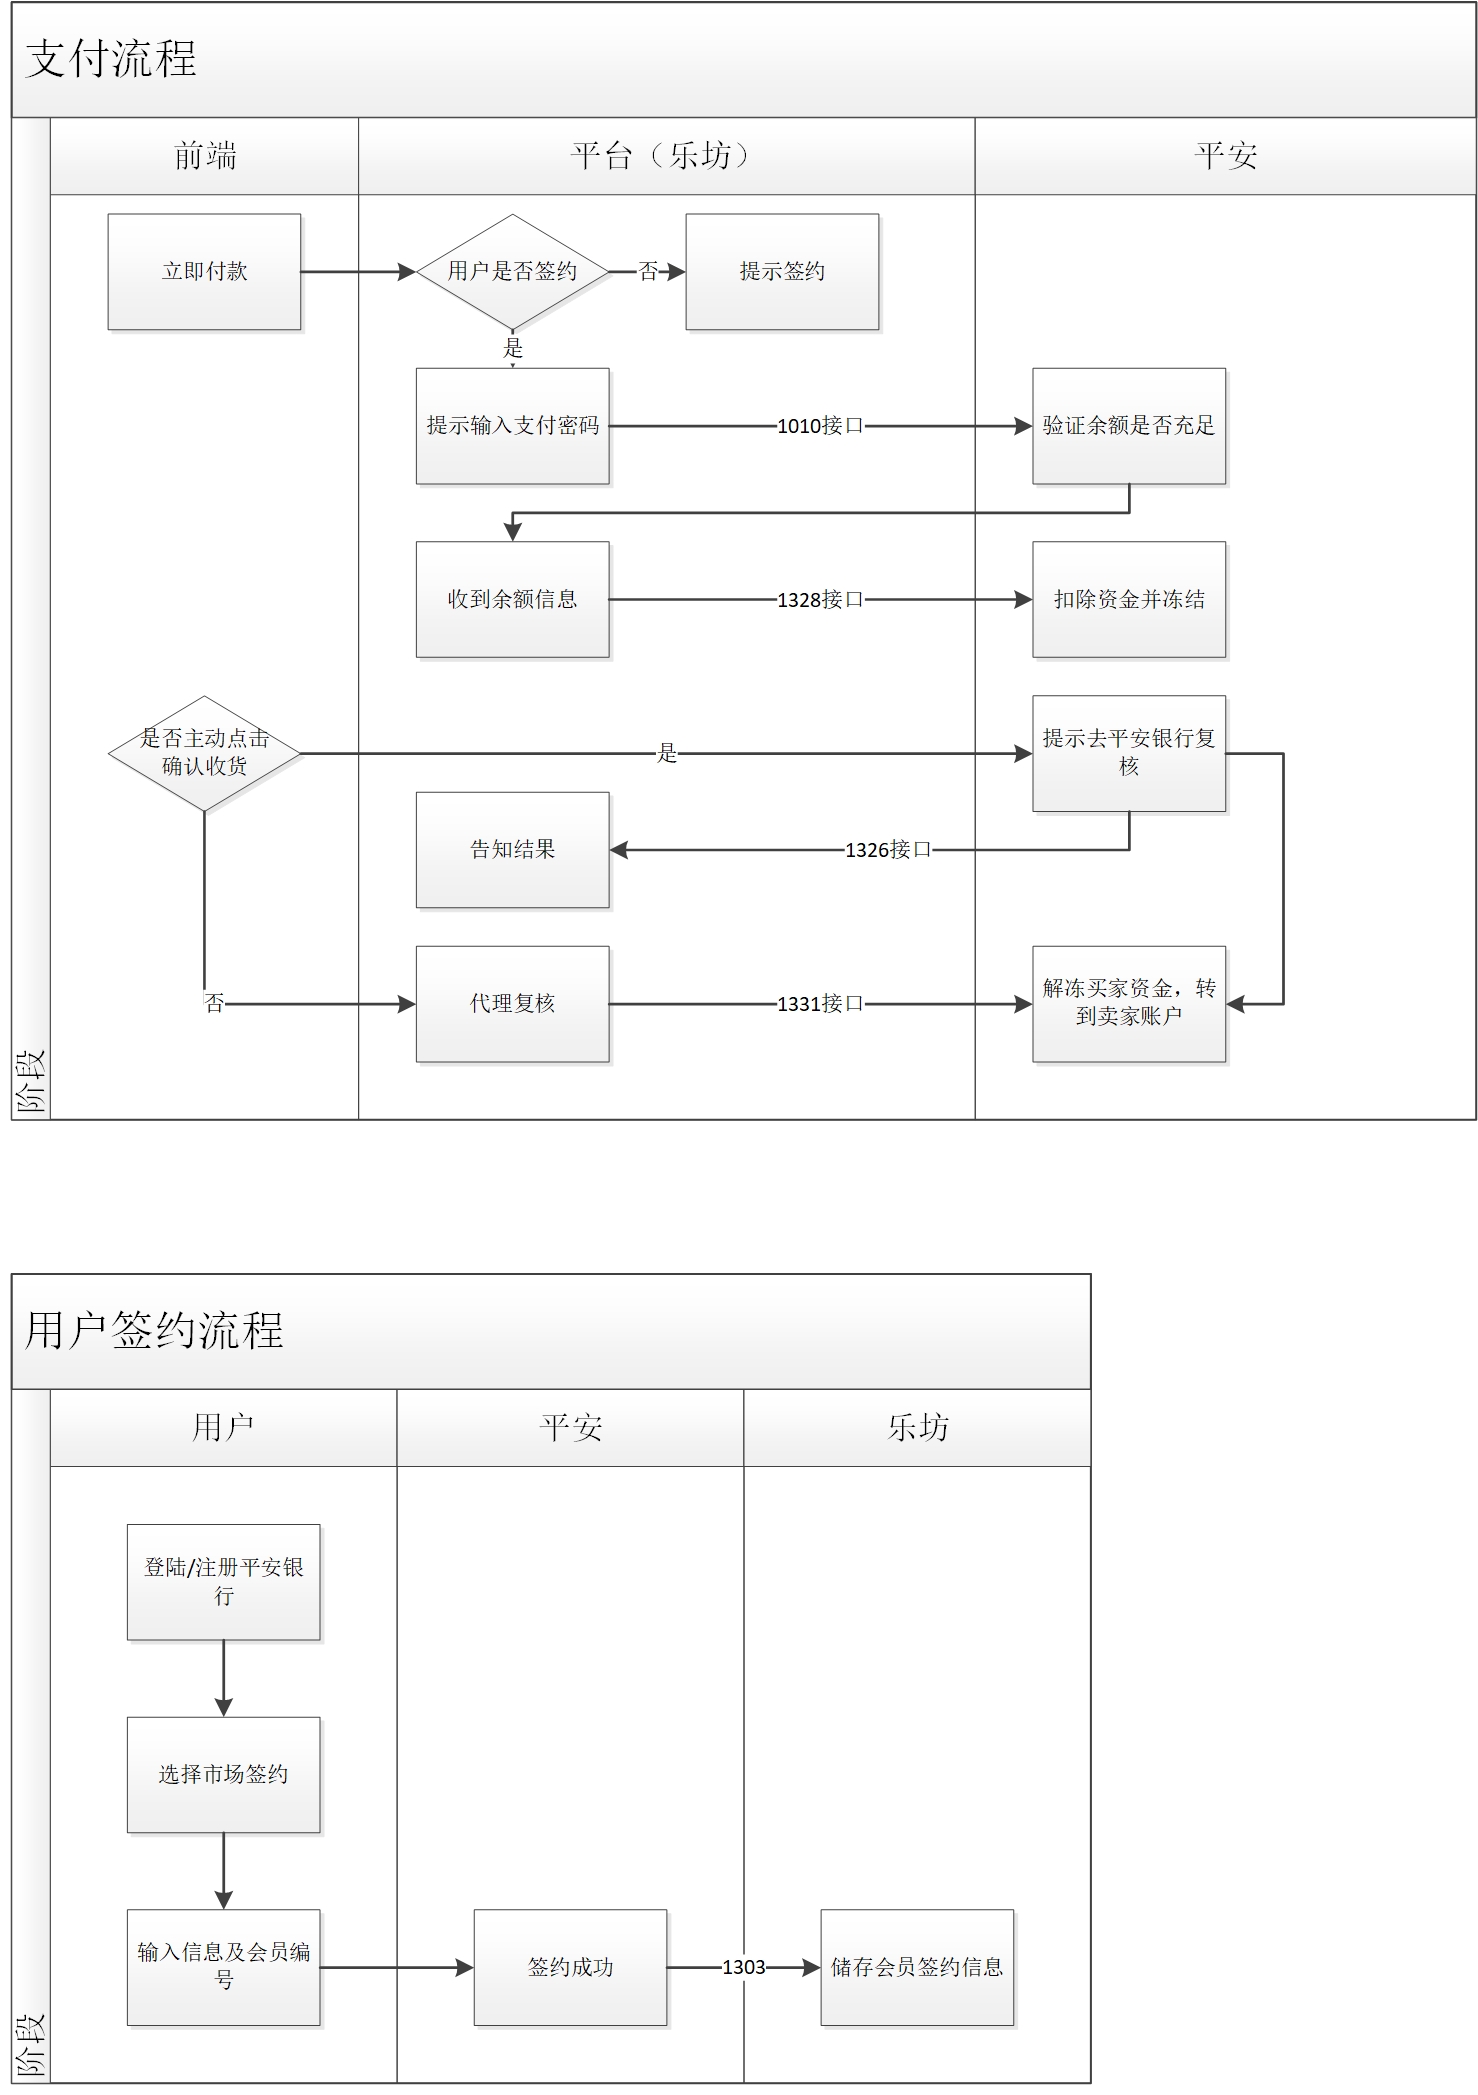 支付流程
阶段
前端
平台（乐坊）
平安
立即付款
用户是否签约
否
提示签约
是
提示输入支付密码
1010接口
验证余额是否充足
收到余额信息
1328接口
扣除资金并冻结
是否主动点击
确认收货
是
提示去平安银行复
核
告知结果
1326接口
否
代理复核
1331接口
解冻买家资金，转
到卖家账户
用户签约流程
阶段
用户
平安
乐坊
登陆/注册平安银
行
选择市场签约
输入信息及会员编
号
签约成功
1303
储存会员签约信息